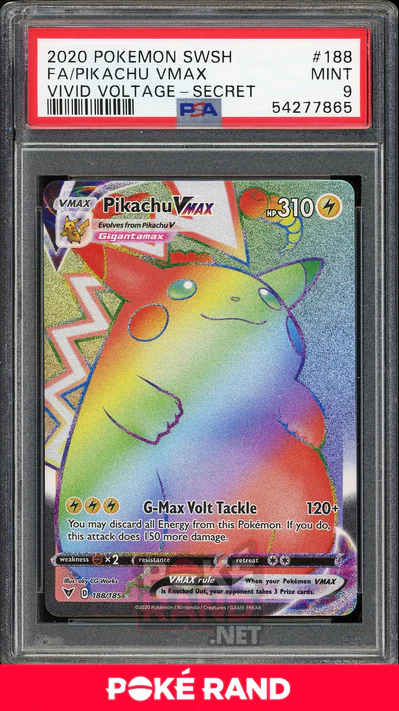 2020 POKEMON SWSH #188
FA/PIKACHU VMAX MINT
VIVID VOLTAGE-SECRET 9
PSA 54277865
VMAX Pikachu VMAX HP 310
Evolves from Pikachu V
Gigantamax
G-Max Volt Tackle 120+
You may discard all Energy from this Pokémon. If you do,
this attack does 150 more damage.
weakness ×2 resistance retreat
Illus. aky CG Works
VMAX rule When your Pokémon VMAX
is Knocked Out, your opponent takes 3 Prize cards.
D 188/185
©2020 Pokémon / Nintendo / Creatures / GAME FREAK
POKÉ
RAND
.NET
POKÉ RAND